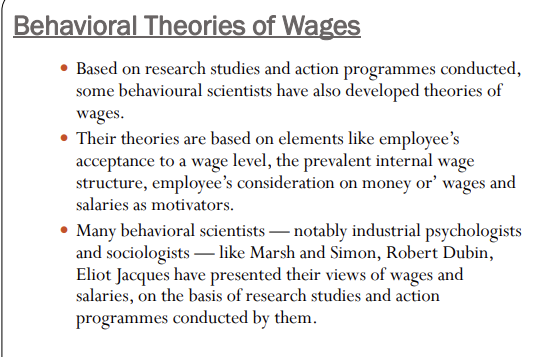 Behavioral Theories of Wages
• Based on research studies and action programmes conducted,
some behavioural scientists have also developed theories of
wages.
• Their theories are based on elements like employee's
acceptance to a wage level, the prevalent internal wage
structure, employee's consideration on money or' wages and
salaries as motivators.
• Many behavioral scientists — notably industrial psychologists
and sociologists — like Marsh and Simon, Robert Dubin,
Eliot Jacques have presented their views of wages and
salaries, on the basis of research studies and action
programmes conducted by them.